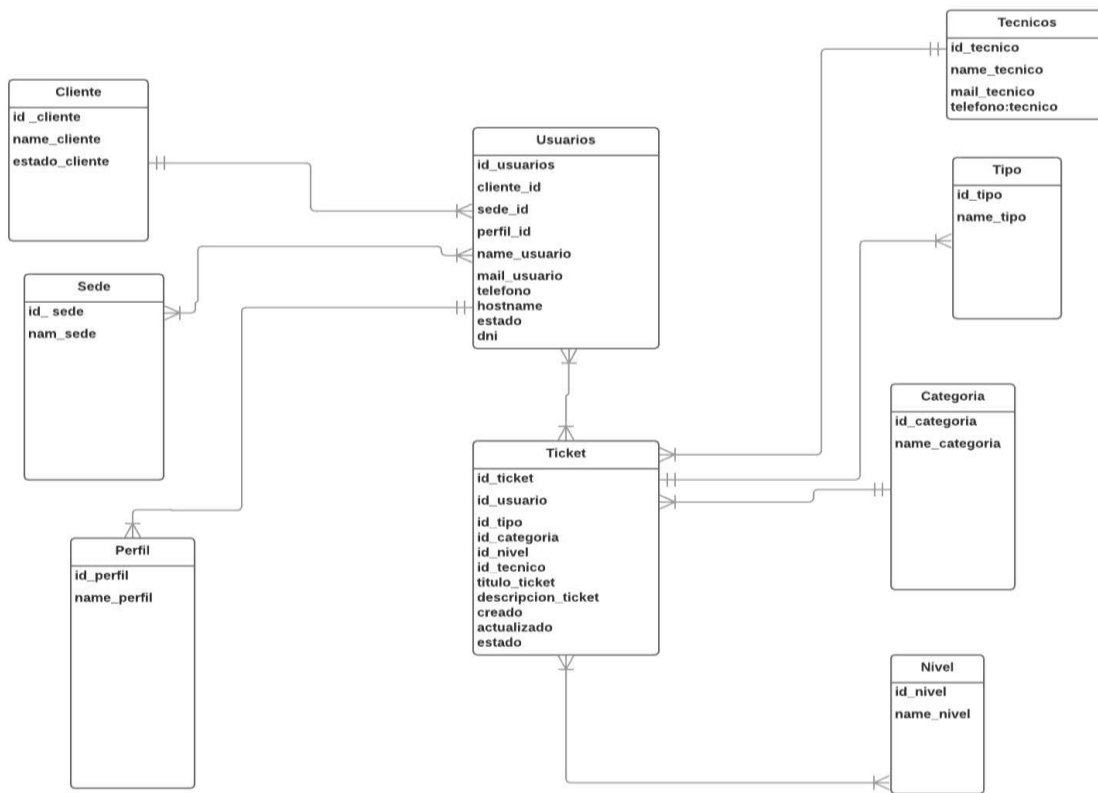 Tecnicos
id_tecnico
name_tecnico
mail_tecnico
telefono:tecnico
Cliente
id _cliente
name_cliente
estado_cliente
Usuarios
id_usuarios
cliente_id
sede_id
perfil_id
name_usuario
mail_usuario
telefono
hostname
estado
dni
Tipo
id_tipo
name_tipo
Sede
id_ sede
nam_sede
Categoria
id_categoria
name_categoria
Ticket
id_ticket
id_usuario
id_tipo
id_categoria
id_nivel
id_tecnico
titulo_ticket
descripcion_ticket
creado
actualizado
estado
Perfil
id_perfil
name_perfil
Nivel
id_nivel
name_nivel